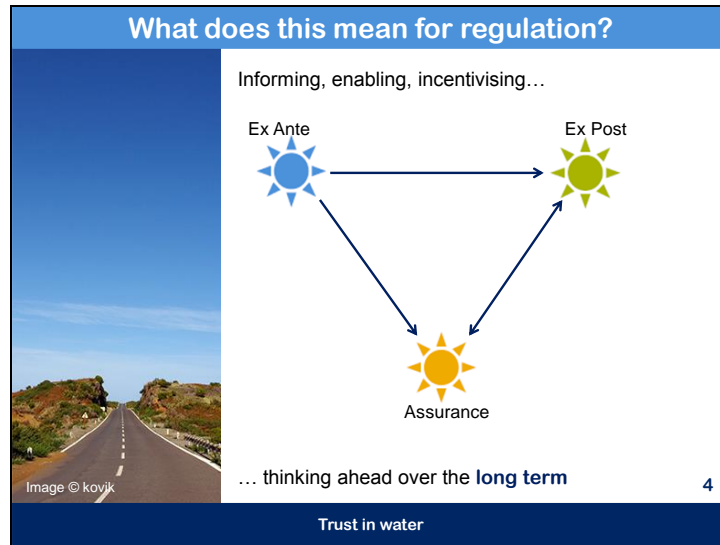 What does this mean for regulation?
Informing, enabling, incentivising…
Ex Ante
Ex Post
Assurance
… thinking ahead over the long term
4
Image © kovik
Trust in water